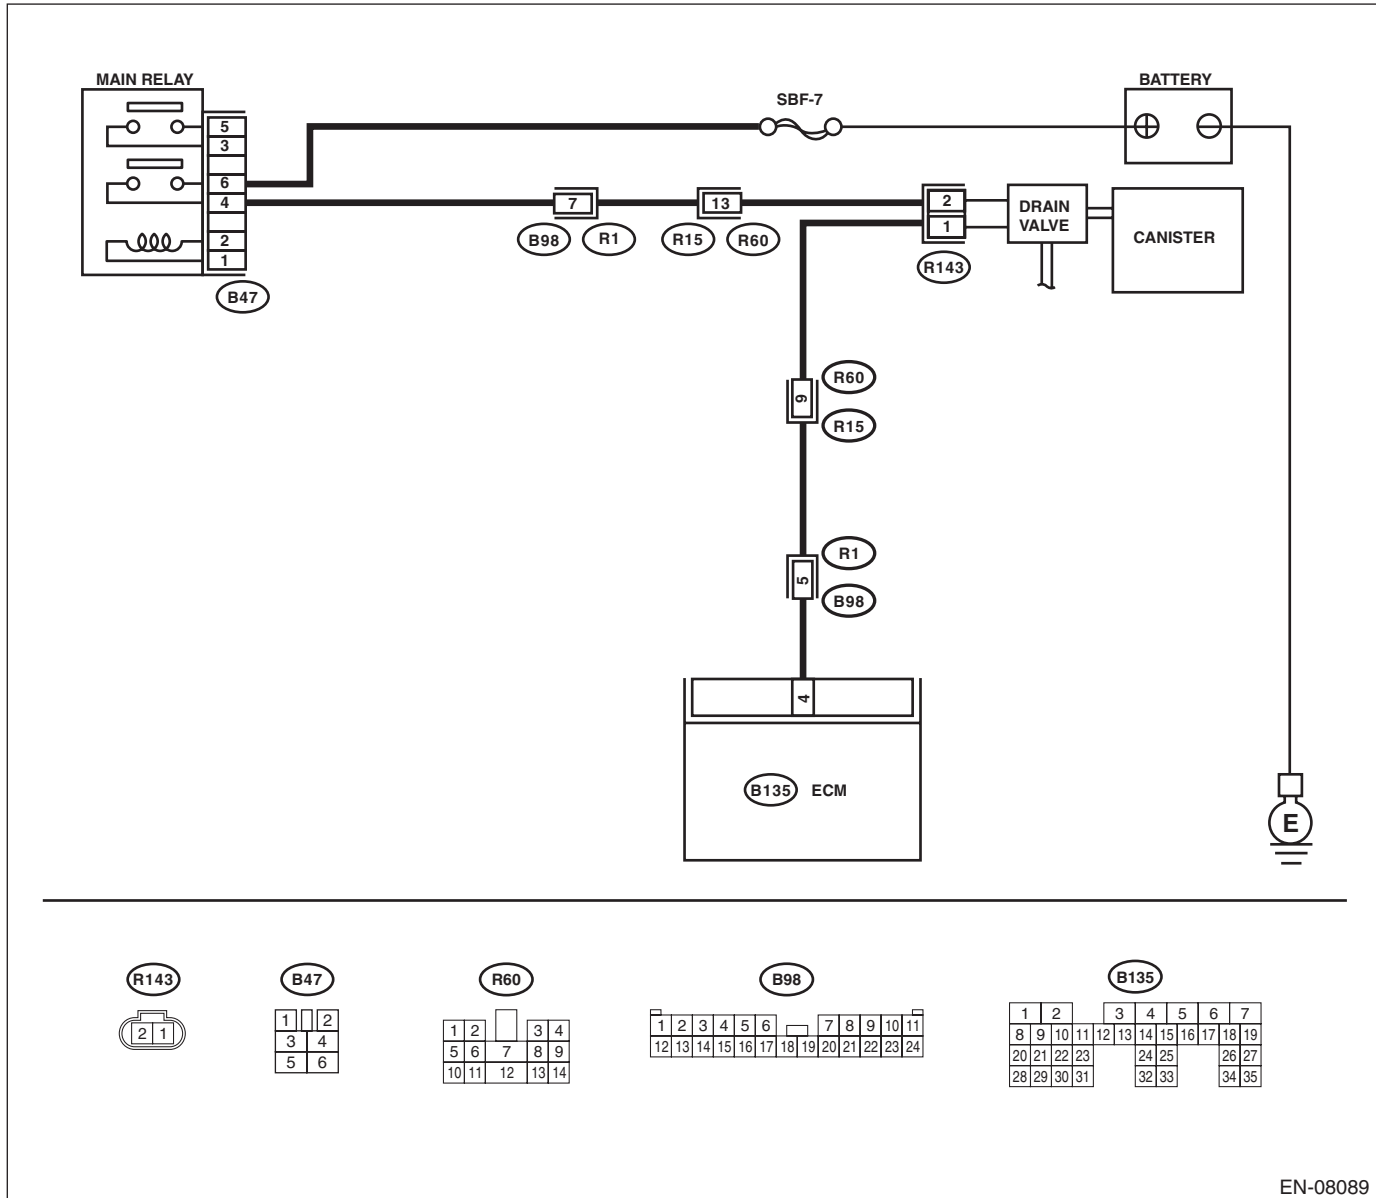 MAIN RELAY
SBF-7
BATTERY
5
3
6
4
2
1
B47
7
B98 R1
13
R15 R60
2
1
R143
DRAIN
VALVE
CANISTER
9
R60
R15
5
R1
B98
4
B135 ECM
E
R143
2 1
B47
1 2
3 4
5 6
R60
1 2 3 4
5 6 7 8 9
10 11 12 13 14
B98
1 2 3 4 5 6 7 8 9 10 11
12 13 14 15 16 17 18 19 20 21 22 23 24
B135
1 2 3 4 5 6 7
8 9 10 11 12 13 14 15 16 17 18 19
20 21 22 23 24 25 26 27
28 29 30 31 32 33 34 35
EN-08089